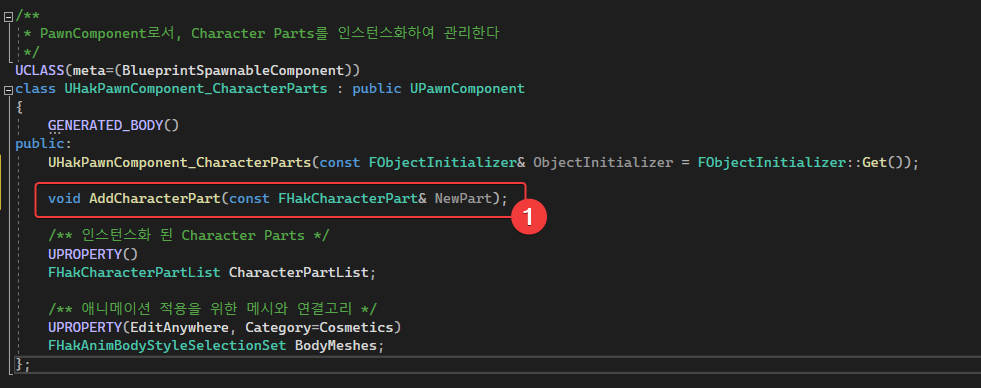 /**
* PawnComponent로서, Character Parts를 인스턴스화하여 관리한다
*/
UCLASS(meta=(BlueprintSpawnableComponent))
class UHakPawnComponent_CharacterParts : public UPawnComponent
{
GENERATED_BODY()
public:
UHakPawnComponent_CharacterParts(const FObjectInitializer& ObjectInitializer = FObjectInitializer::Get());
void AddCharacterPart(const FHakCharacterPart& NewPart);
1
/** 인스턴스화 된 Character Parts */
UPROPERTY()
FHakCharacterPartList CharacterPartList;
/** 애니메이션 적용을 위한 메시와 연결고리 */
UPROPERTY(EditAnywhere, Category=Cosmetics)
FHakAnimBodyStyleSelectionSet BodyMeshes;
};